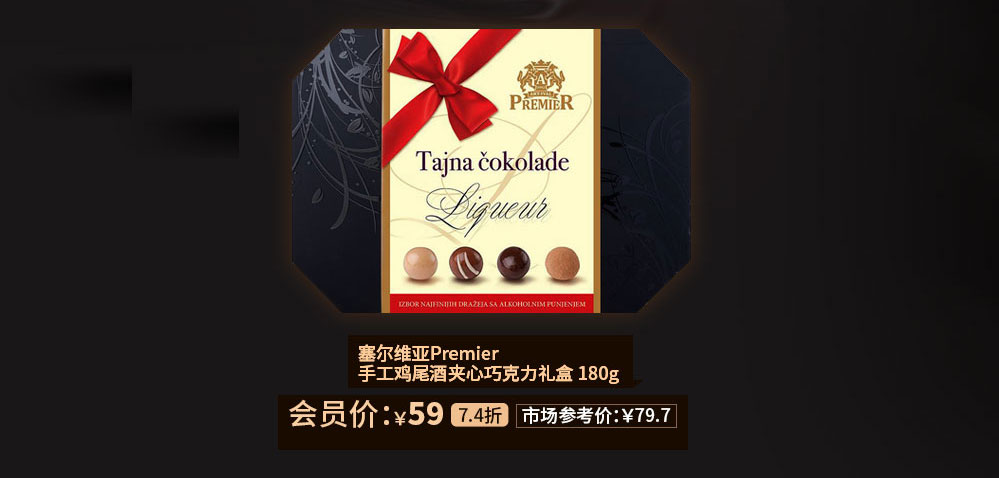 PREMIER
Tajna čokolade
Liqueur
IZBOR NAJFINIJIH DRAŽEJA SA ALKOHOLNIM PUNJENJEM
塞尔维亚Premier
手工鸡尾酒夹心巧克力礼盒 180g
会员价:¥59 7.4折 市场参考价:¥79.7